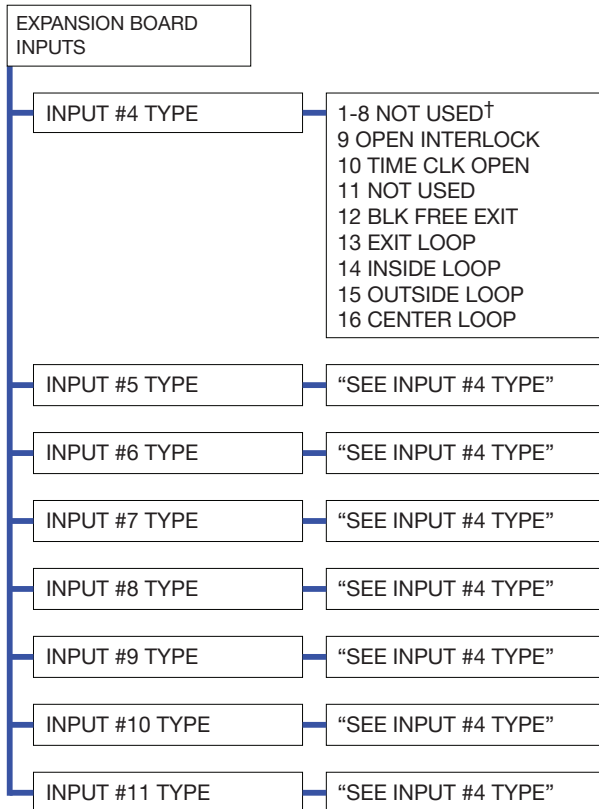 EXPANSION BOARD
INPUTS
INPUT #4 TYPE
1-8 NOT USED†
9 OPEN INTERLOCK
10 TIME CLK OPEN
11 NOT USED
12 BLK FREE EXIT
13 EXIT LOOP
14 INSIDE LOOP
15 OUTSIDE LOOP
16 CENTER LOOP
INPUT #5 TYPE
“SEE INPUT #4 TYPE”
INPUT #6 TYPE
“SEE INPUT #4 TYPE”
INPUT #7 TYPE
“SEE INPUT #4 TYPE”
INPUT #8 TYPE
“SEE INPUT #4 TYPE”
INPUT #9 TYPE
“SEE INPUT #4 TYPE”
INPUT #10 TYPE
“SEE INPUT #4 TYPE”
INPUT #11 TYPE
“SEE INPUT #4 TYPE”